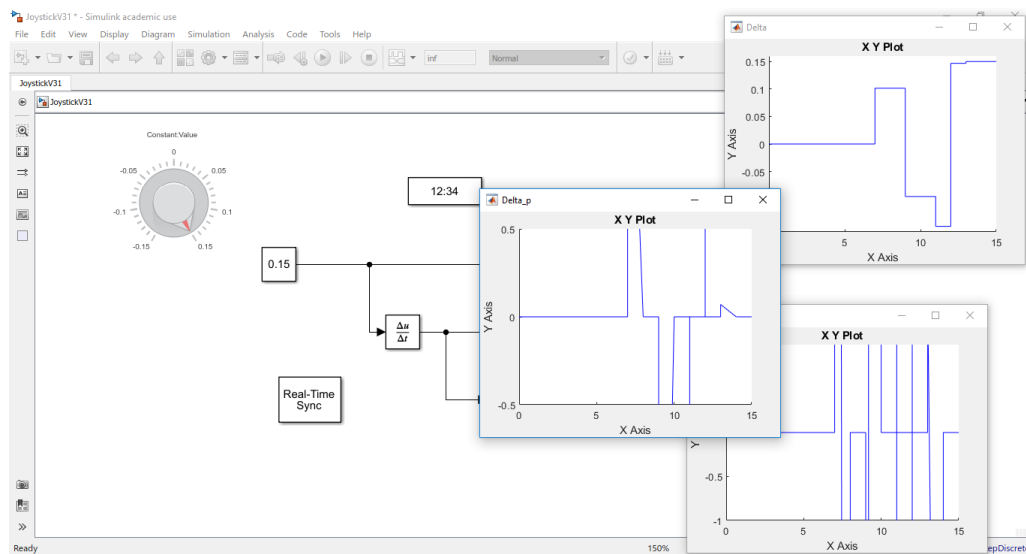 JoystickV31 * - Simulink academic use
File Edit View Display Diagram Simulation Analysis Code Tools Help
inf Normal
JoystickV31
JoystickV31
Constant:Value
0
-0.05 0.05
-0.1 0.1
-0.15 0.15
12:34
0.15
Δu
Δt
Real-Time
Sync
Delta
X Y Plot
0.15
0.1
0.05
0
-0.05
Y Axis
5 10 15
X Axis
Delta_p
X Y Plot
0.5
0
-0.5
Y Axis
0 5 10 15
X Axis
X Y Plot
-0.5
-1
0 5 10 15
X Axis
Ready 150% epDiscrete